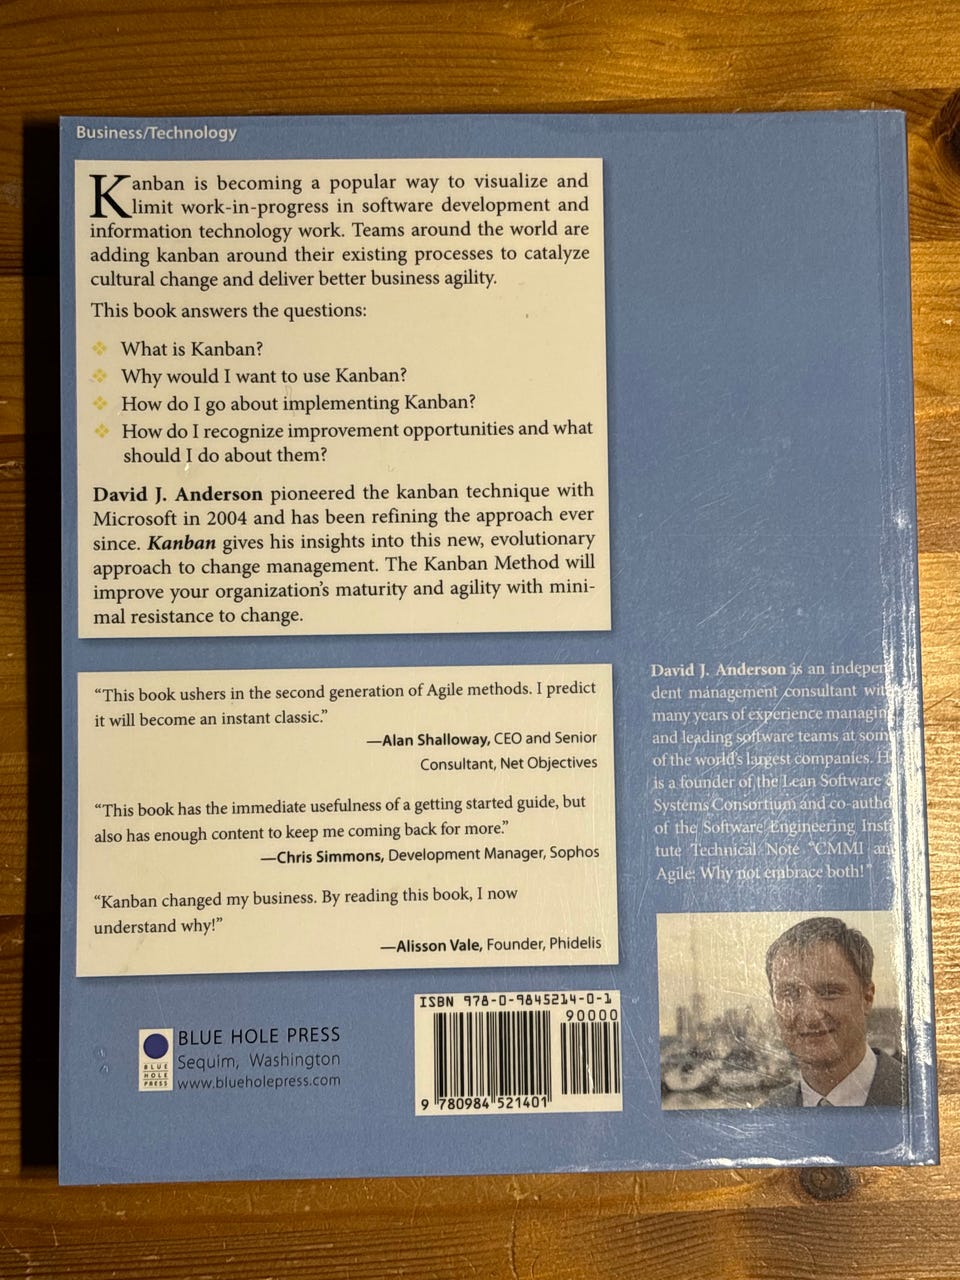 Business/Technology
Kanban is becoming a popular way to visualize and
limit work-in-progress in software development and
information technology work. Teams around the world are
adding kanban around their existing processes to catalyze
cultural change and deliver better business agility.
This book answers the questions:
❖ What is Kanban?
❖ Why would I want to use Kanban?
❖ How do I go about implementing Kanban?
❖ How do I recognize improvement opportunities and what
should I do about them?
David J. Anderson pioneered the kanban technique with
Microsoft in 2004 and has been refining the approach ever
since. Kanban gives his insights into this new, evolutionary
approach to change management. The Kanban Method will
improve your organization's maturity and agility with mini-
mal resistance to change.
“This book ushers in the second generation of Agile methods. I predict
it will become an instant classic.”
—Alan Shalloway, CEO and Senior
Consultant, Net Objectives
“This book has the immediate usefulness of a getting started guide, but
also has enough content to keep me coming back for more.”
—Chris Simmons, Development Manager, Sophos
“Kanban changed my business. By reading this book, I now
understand why!”
—Alisson Vale, Founder, Phidelis
David J. Anderson is an indepen
dent management consultant with
many years of experience managin
and leading software teams at som
of the world's largest companies. H
is a founder of the Lean Software &
Systems Consortium and co-autho
of the Software Engineering Insti
tute Technical Note “CMMI an
Agile: Why not embrace both!”
BLUE HOLE PRESS
BLUE HOLE PRESS
Sequim, Washington
www.blueholepress.com
ISBN 978-0-9845214-0-1
90000
9 780984 521401